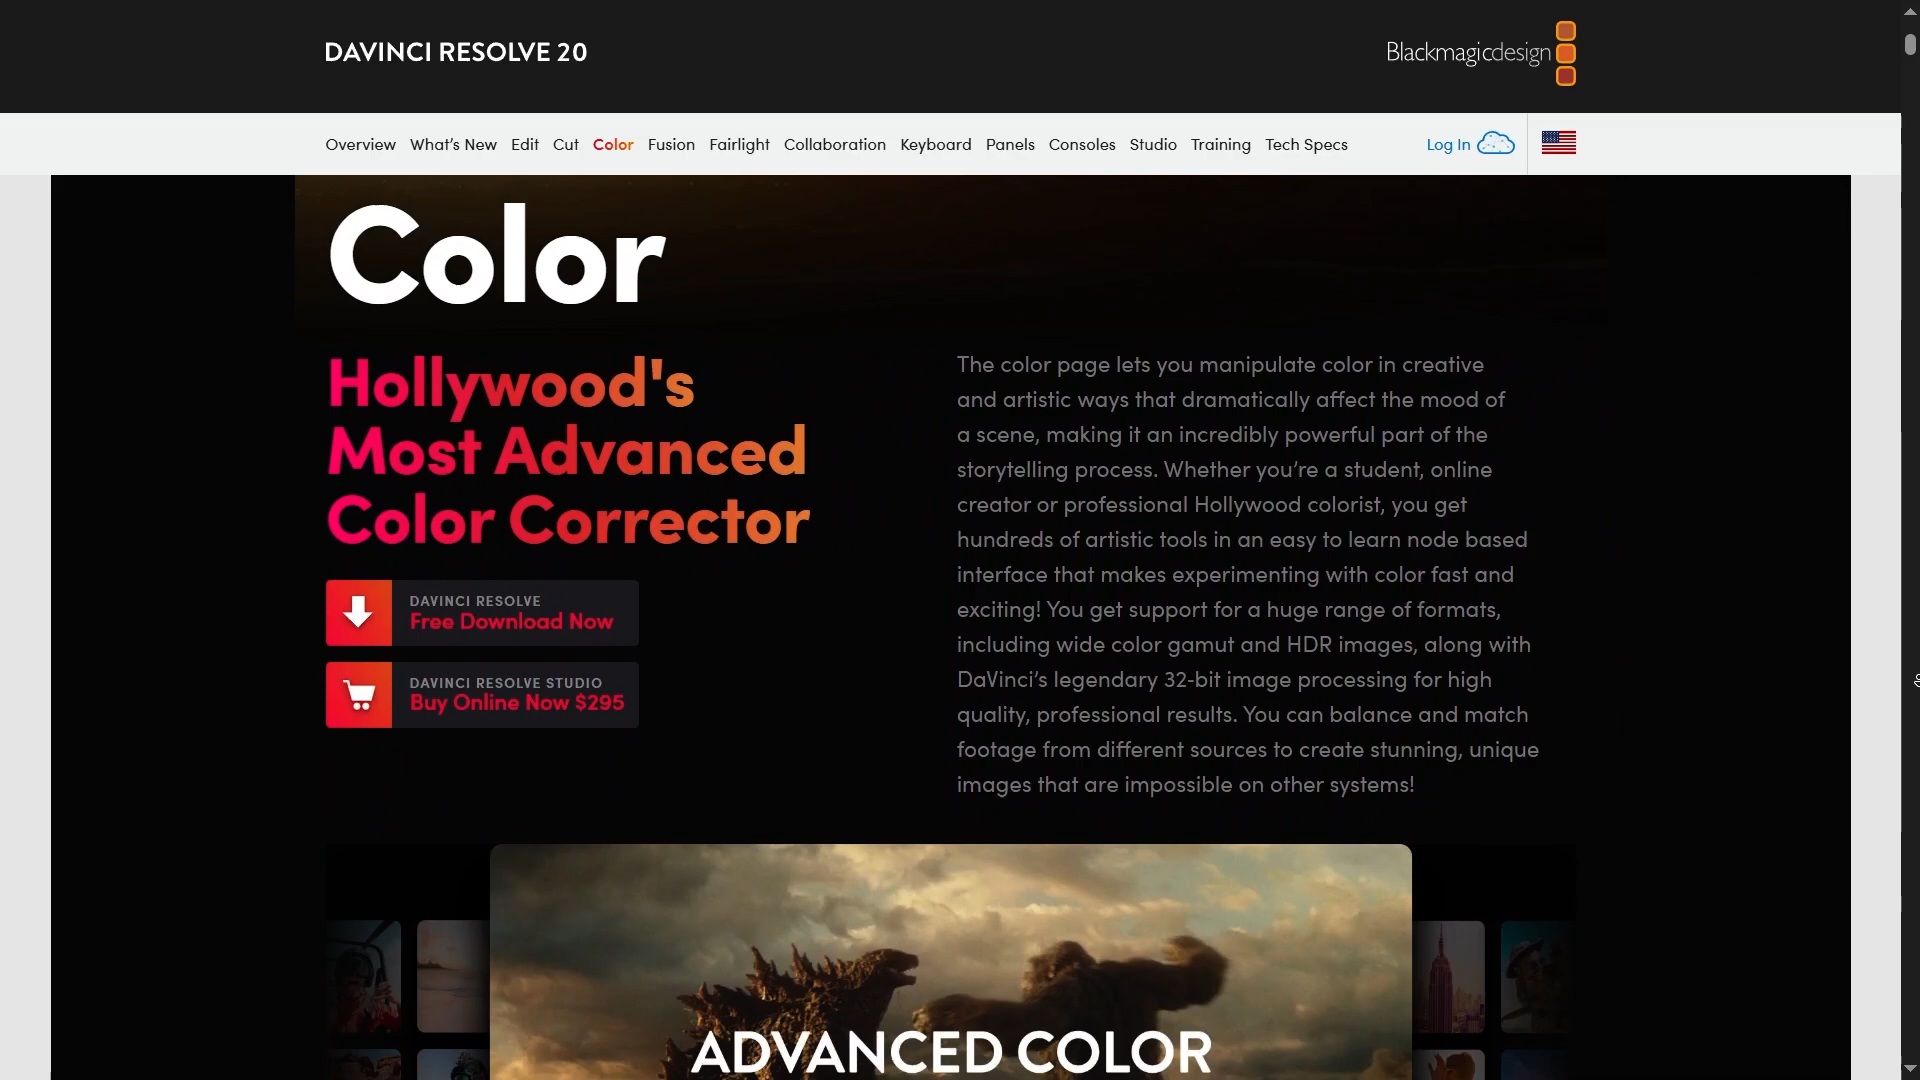 DAVINCI RESOLVE 20
Blackmagicdesign
Overview What's New Edit Cut Color Fusion Fairlight Collaboration Keyboard Panels Consoles Studio Training Tech Specs Log In
Color
Hollywood's
Most Advanced
Color Corrector
DAVINCI RESOLVE
Free Download Now
DAVINCI RESOLVE STUDIO
Buy Online Now $295
The color page lets you manipulate color in creative
and artistic ways that dramatically affect the mood of
a scene, making it an incredibly powerful part of the
storytelling process. Whether you’re a student, online
creator or professional Hollywood colorist, you get
hundreds of artistic tools in an easy to learn node based
interface that makes experimenting with color fast and
exciting! You get support for a huge range of formats,
including wide color gamut and HDR images, along with
DaVinci’s legendary 32-bit image processing for high
quality, professional results. You can balance and match
footage from different sources to create stunning, unique
images that are impossible on other systems!
ADVANCED COLOR